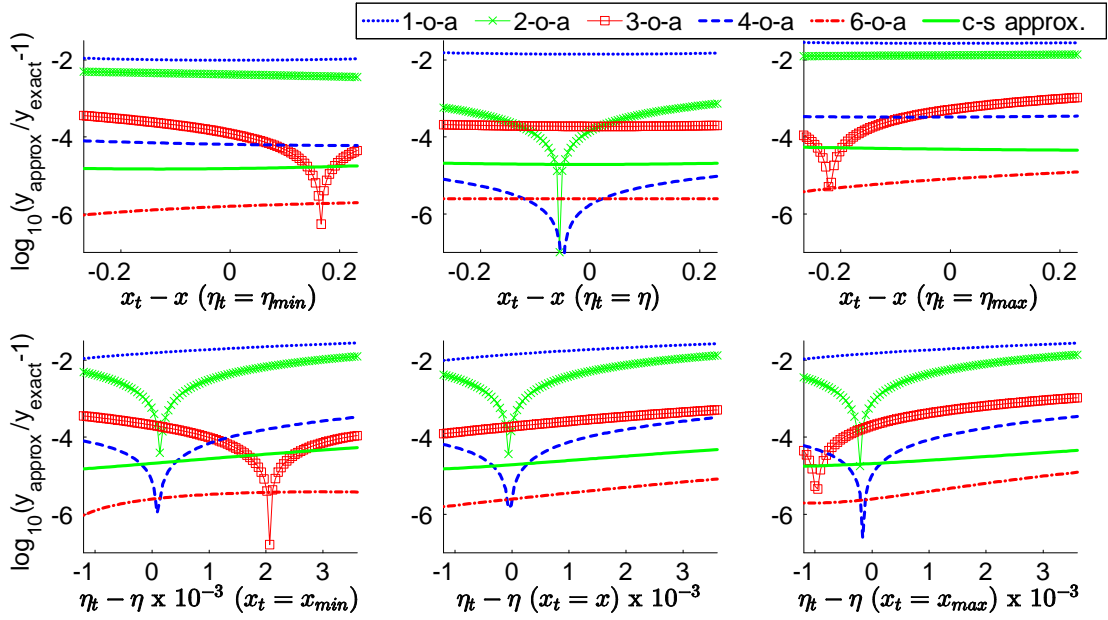 1-o-a 2-o-a 3-o-a 4-o-a 6-o-a c-s approx.
log10(yapprox/yexact-1)
-2
-4
-6
-0.2 0 0.2
xt − x (ηt = ηmin)
-2
-4
-6
-0.2 0 0.2
xt − x (ηt = η)
-2
-4
-6
-0.2 0 0.2
xt − x (ηt = ηmax)
log10(yapprox/yexact-1)
-2
-4
-6
-1 0 1 2 3
ηt − η x 10-3 (xt = xmin)
-2
-4
-6
-1 0 1 2 3
ηt − η (xt = x) x 10-3
-2
-4
-6
-1 0 1 2 3
ηt − η (xt = xmax) x 10-3